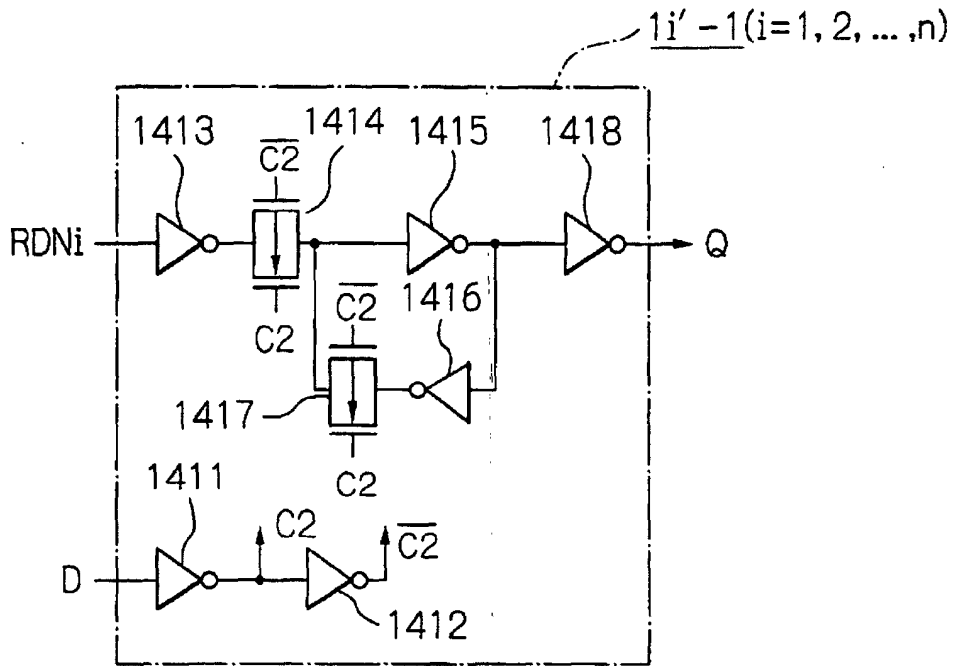 1i' -1(i=1, 2, ... ,n)
1413
1414
1415
1418
C2̅
RDNi
Q
C2
C2̅
1416
1417
C2
1411
C2
C2̅
D
1412